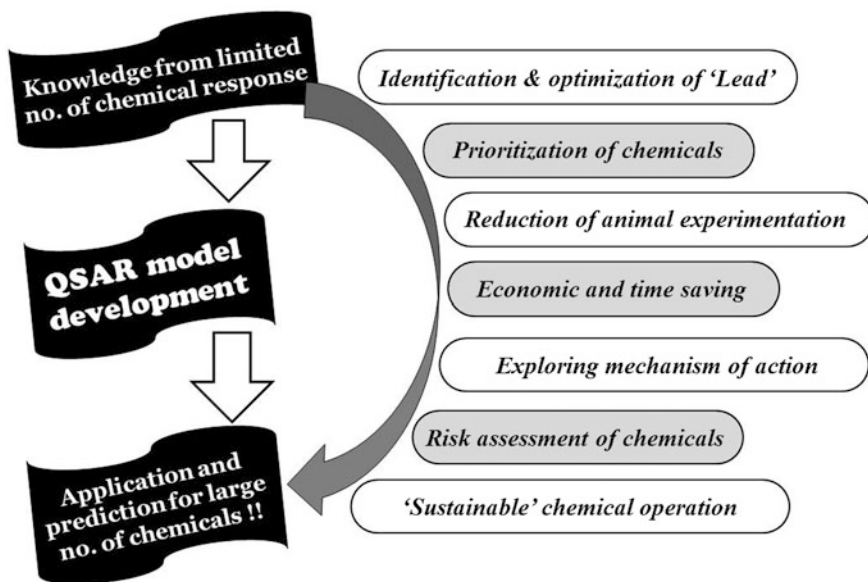 Knowledge from limited
no. of chemical response
QSAR model
development
Application and
prediction for large
no. of chemicals !!
Identification & optimization of ‘Lead’
Prioritization of chemicals
Reduction of animal experimentation
Economic and time saving
Exploring mechanism of action
Risk assessment of chemicals
‘Sustainable’ chemical operation